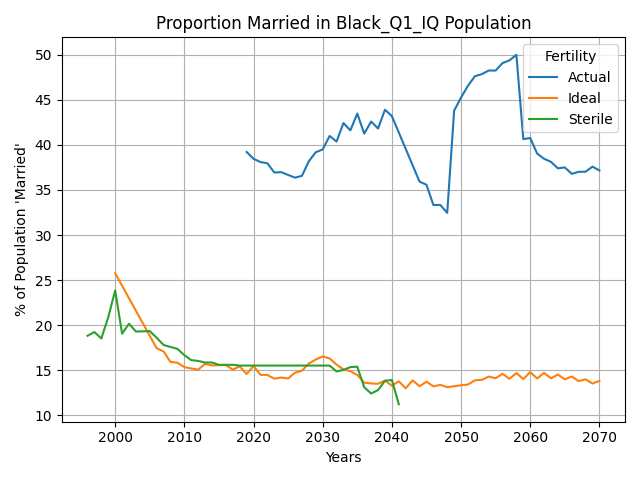 Proportion Married in Black_Q1_IQ Population
% of Population 'Married'
50
45
40
35
30
25
20
15
10
Fertility
Actual
Ideal
Sterile
2000 2010 2020 2030 2040 2050 2060 2070
Years